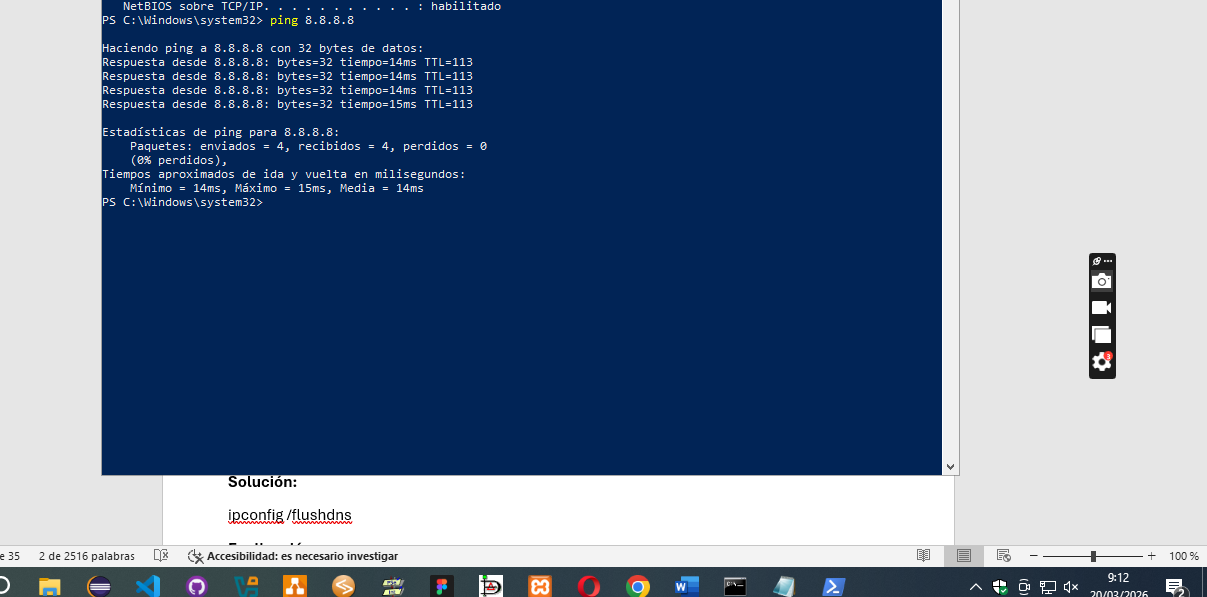 NetBIOS sobre TCP/IP. . . . . . . . . . . : habilitado
PS C:\Windows\system32> ping 8.8.8.8
Haciendo ping a 8.8.8.8 con 32 bytes de datos:
Respuesta desde 8.8.8.8: bytes=32 tiempo=14ms TTL=113
Respuesta desde 8.8.8.8: bytes=32 tiempo=14ms TTL=113
Respuesta desde 8.8.8.8: bytes=32 tiempo=14ms TTL=113
Respuesta desde 8.8.8.8: bytes=32 tiempo=15ms TTL=113
Estadísticas de ping para 8.8.8.8:
Paquetes: enviados = 4, recibidos = 4, perdidos = 0
(0% perdidos),
Tiempos aproximados de ida y vuelta en milisegundos:
Mínimo = 14ms, Máximo = 15ms, Media = 14ms
PS C:\Windows\system32>
3
Solución:
ipconfig /flushdns
e 35 2 de 2516 palabras Accesibilidad: es necesario investigar 100 %
9:12
20/03/2026
2